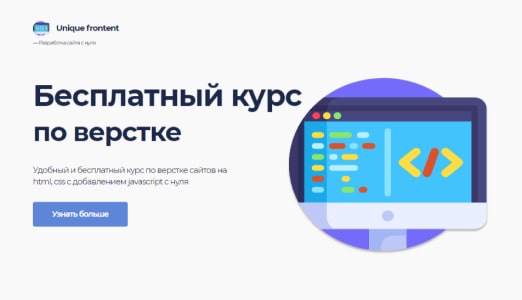 Unique frontent
— Разработка сайта с нуля
Бесплатный курс
по верстке
Удобный и бесплатный курс по верстке сайтов на
html, css с добавлением javascript с нуля
Узнать больше
</>